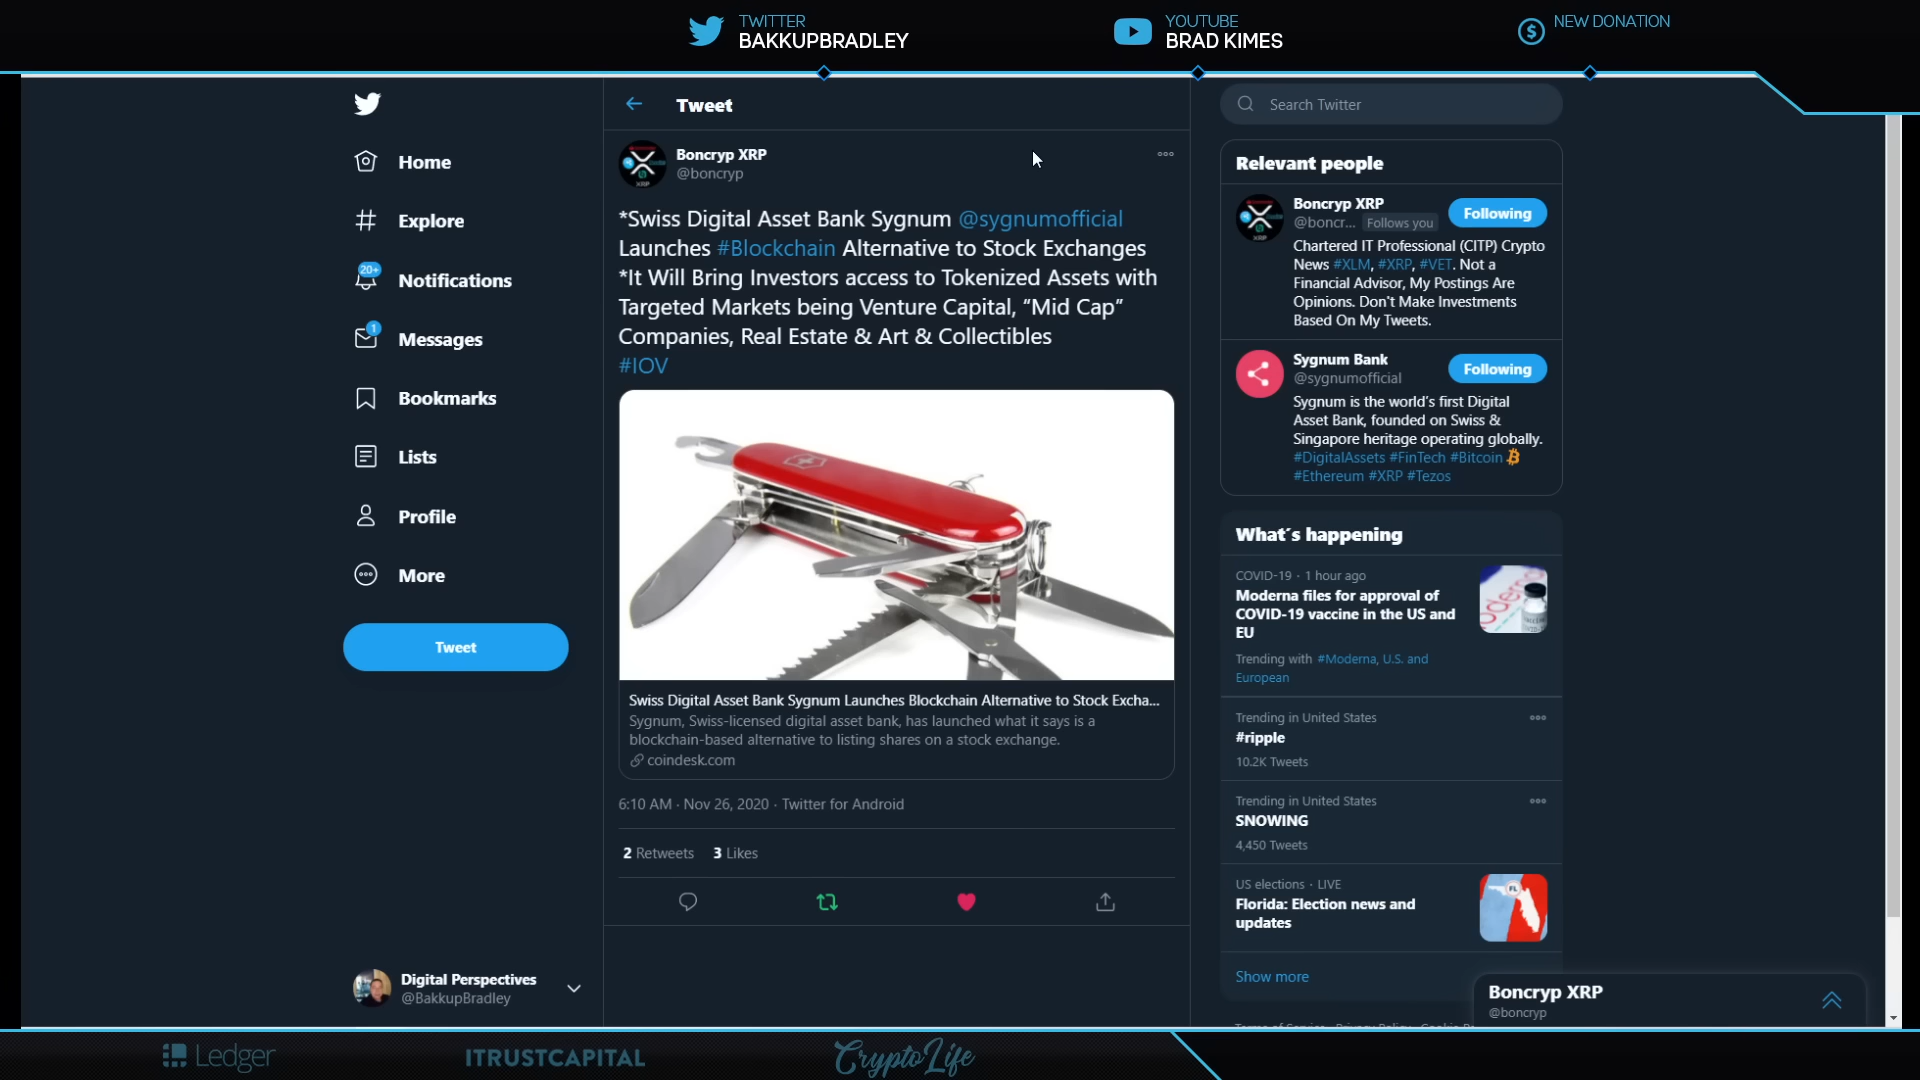 TWITTER
BAKKUPBRADLEY
YOUTUBE
BRAD KIMES
NEW DONATION
Home
Explore
20+
Notifications
1
Messages
Bookmarks
Lists
Profile
More
Tweet
Digital Perspectives
@BakkupBradley
Tweet
Boncryp XRP
@boncryp
*Swiss Digital Asset Bank Sygnum @sygnumofficial
Launches #Blockchain Alternative to Stock Exchanges
*It Will Bring Investors access to Tokenized Assets with
Targeted Markets being Venture Capital, “Mid Cap”
Companies, Real Estate & Art & Collectibles
#IOV
Swiss Digital Asset Bank Sygnum Launches Blockchain Alternative to Stock Excha...
Sygnum, Swiss-licensed digital asset bank, has launched what it says is a
blockchain-based alternative to listing shares on a stock exchange.
coindesk.com
6:10 AM · Nov 26, 2020 · Twitter for Android
2 Retweets 3 Likes
Search Twitter
Relevant people
Boncryp XRP
@boncr... Follows you
Following
Chartered IT Professional (CITP) Crypto
News #XLM, #XRP, #VET. Not a
Financial Advisor, My Postings Are
Opinions. Don't Make Investments
Based On My Tweets.
Sygnum Bank
@sygnumofficial
Following
Sygnum is the world's first Digital
Asset Bank, founded on Swiss &
Singapore heritage operating globally.
#DigitalAssets #FinTech #Bitcoin
#Ethereum #XRP #Tezos
What's happening
COVID-19 · 1 hour ago
Moderna files for approval of
COVID-19 vaccine in the US and
EU
Trending with #Moderna, U.S. and
European
Trending in United States
#ripple
10.2K Tweets
Trending in United States
SNOWING
4,450 Tweets
US elections · LIVE
Florida: Election news and
updates
FL
Show more
Boncryp XRP
@boncryp
Ledger
ITRUSTCAPITAL
CryptoLife